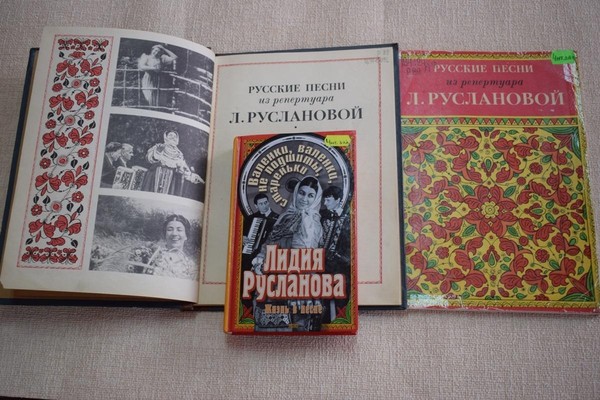 РУССКИЕ ПЕСНИ
из репертуара
Л. РУСЛАНОВОЙ
Валенки, валенки,
не подшиты,
стареньки
Лидия
Русланова
Жизнь в песне
РУССКИЕ ПЕСНИ
из репертуара
Л. РУСЛАНОВОЙ